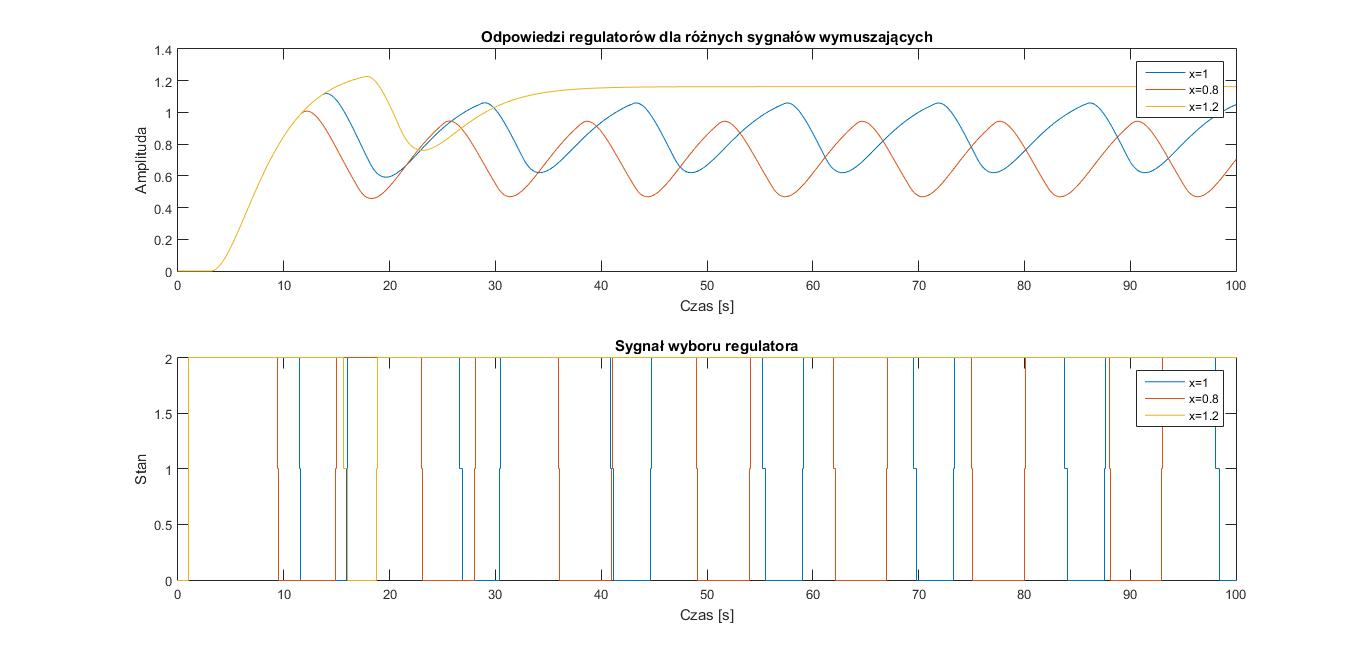 Odpowiedzi regulatorów dla różnych sygnałów wymuszających
1.4
1.2
1
0.8
0.6
0.4
0.2
0
Amplituda
x=1
x=0.8
x=1.2
0 10 20 30 40 50 60 70 80 90 100
Czas [s]
Sygnał wyboru regulatora
2
1.5
1
0.5
0
Stan
x=1
x=0.8
x=1.2
0 10 20 30 40 50 60 70 80 90 100
Czas [s]